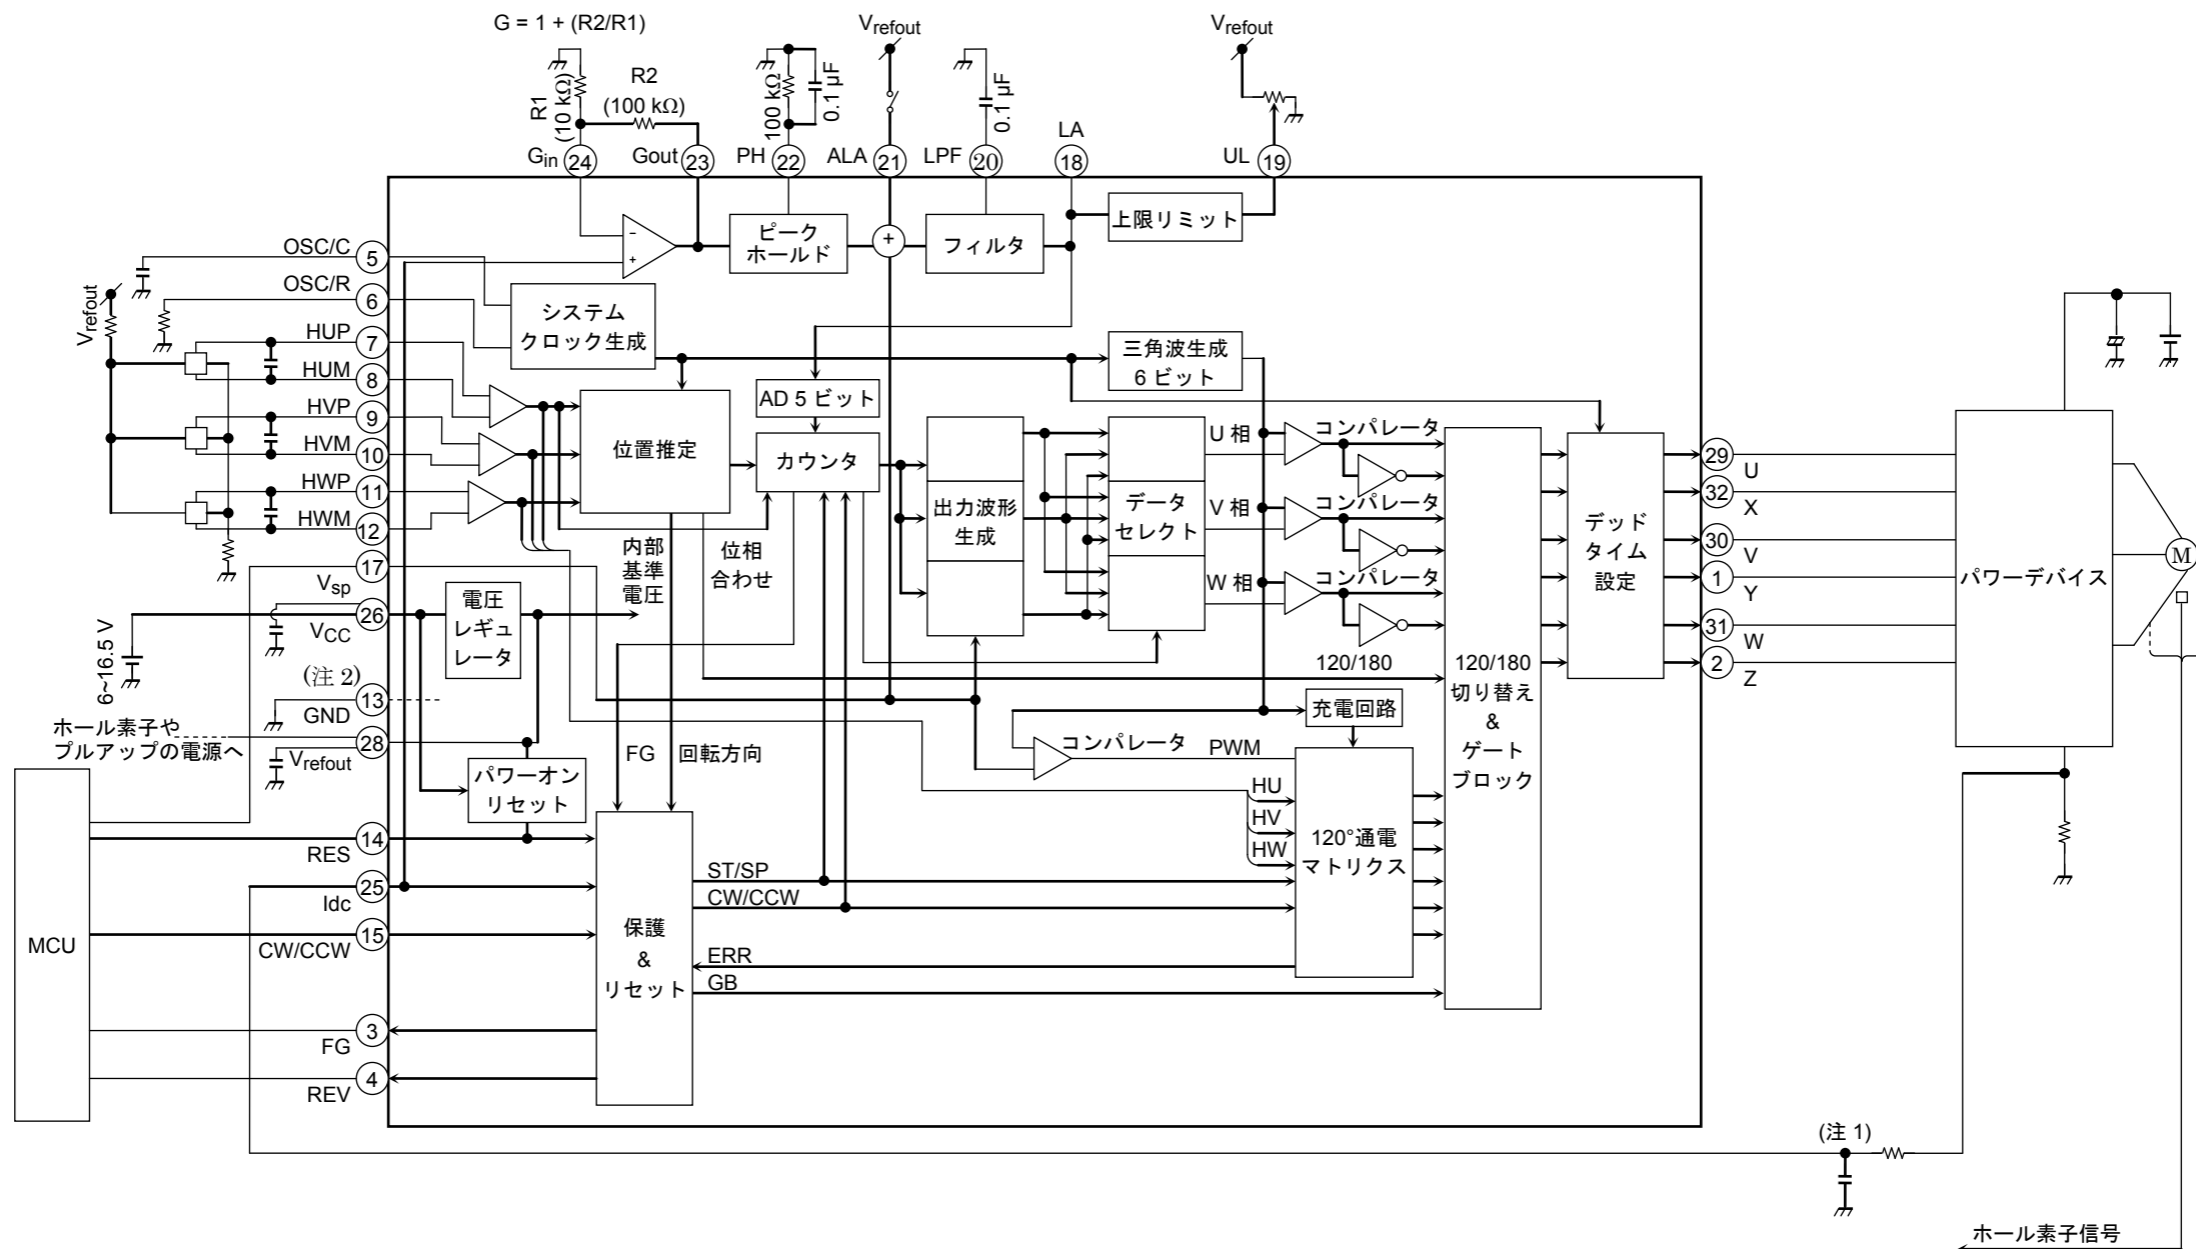 G = 1 + (R2/R1)
Vrefout
Vrefout
R1
(10 kΩ)
R2
(100 kΩ)
100 kΩ
0.1 µF
0.1 µF
Gin
24
Gout
23
PH
22
ALA
21
LPF
20
LA
18
UL
19
−
+
ピーク
ホールド
+
フィルタ
上限リミット
OSC/C
5
OSC/R
6
システム
クロック生成
Vrefout
HUP
7
HUM
8
HVP
9
HVM
10
HWP
11
HWM
12
三角波生成
6 ビット
AD 5 ビット
位置推定
カウンタ
出力波形
生成
データ
セレクト
U 相
V 相
W 相
コンパレータ
コンパレータ
コンパレータ
デッド
タイム
設定
29
U
32
X
30
V
1
Y
31
W
2
Z
パワーデバイス
M
内部
基準
電圧
位相
合わせ
17
Vsp
26
VCC
電圧
レギュ
レータ
6~16.5 V
(注 2)
13
GND
ホール素子や
プルアップの電源へ
28
Vrefout
パワーオン
リセット
120/180
120/180
切り替え
&
ゲート
ブロック
充電回路
コンパレータ
PWM
FG
回転方向
HU
HV
HW
120°通電
マトリクス
MCU
14
RES
25
Idc
15
CW/CCW
3
FG
4
REV
保護
&
リセット
ST/SP
CW/CCW
ERR
GB
(注 1)
ホール素子信号